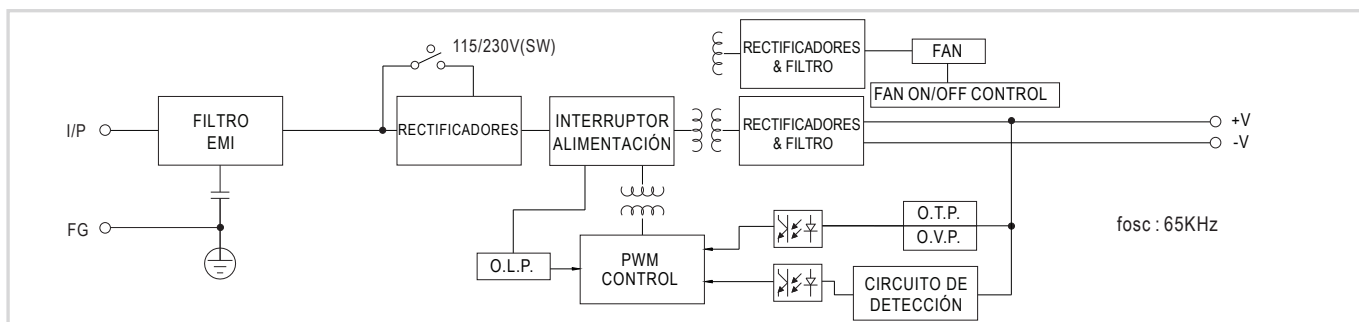 115/230V(SW)
RECTIFICADORES
& FILTRO
FAN
FAN ON/OFF CONTROL
I/P
FILTRO
EMI
RECTIFICADORES
INTERRUPTOR
ALIMENTACIÓN
RECTIFICADORES
& FILTRO
+V
-V
FG
O.L.P.
PWM
CONTROL
O.T.P.
O.V.P.
fosc : 65KHz
CIRCUITO DE
DETECCIÓN